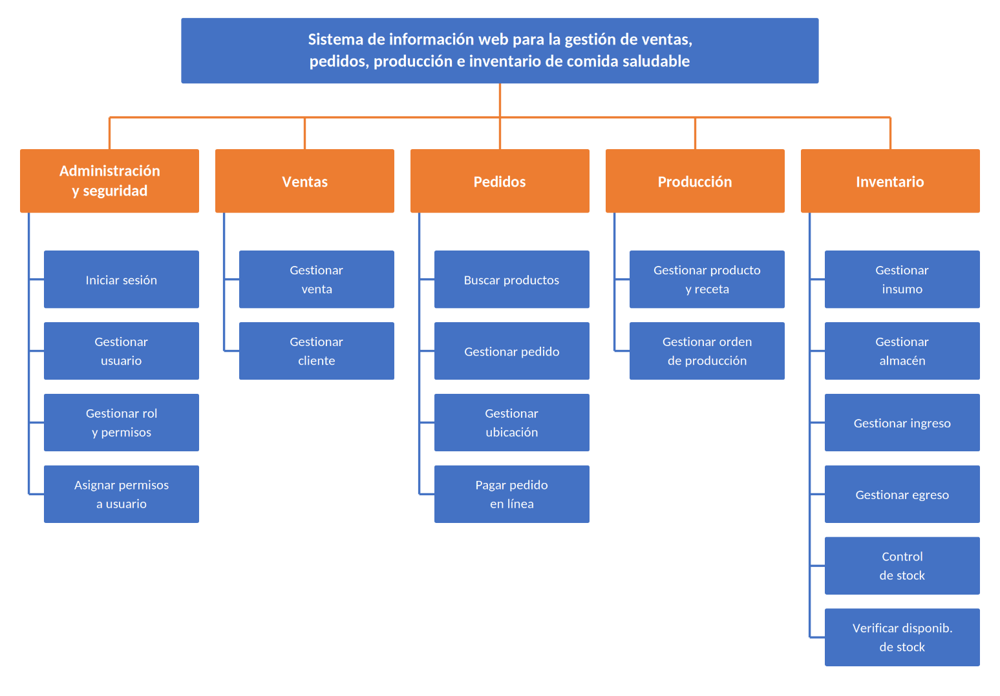 Sistema de información web para la gestión de ventas,
pedidos, producción e inventario de comida saludable
Administración
y seguridad
Iniciar sesión
Gestionar
usuario
Gestionar rol
y permisos
Asignar permisos
a usuario
Ventas
Gestionar
venta
Gestionar
cliente
Pedidos
Buscar productos
Gestionar pedido
Gestionar
ubicación
Pagar pedido
en línea
Producción
Gestionar producto
y receta
Gestionar orden
de producción
Inventario
Gestionar
insumo
Gestionar
almacén
Gestionar ingreso
Gestionar egreso
Control
de stock
Verificar disponib.
de stock